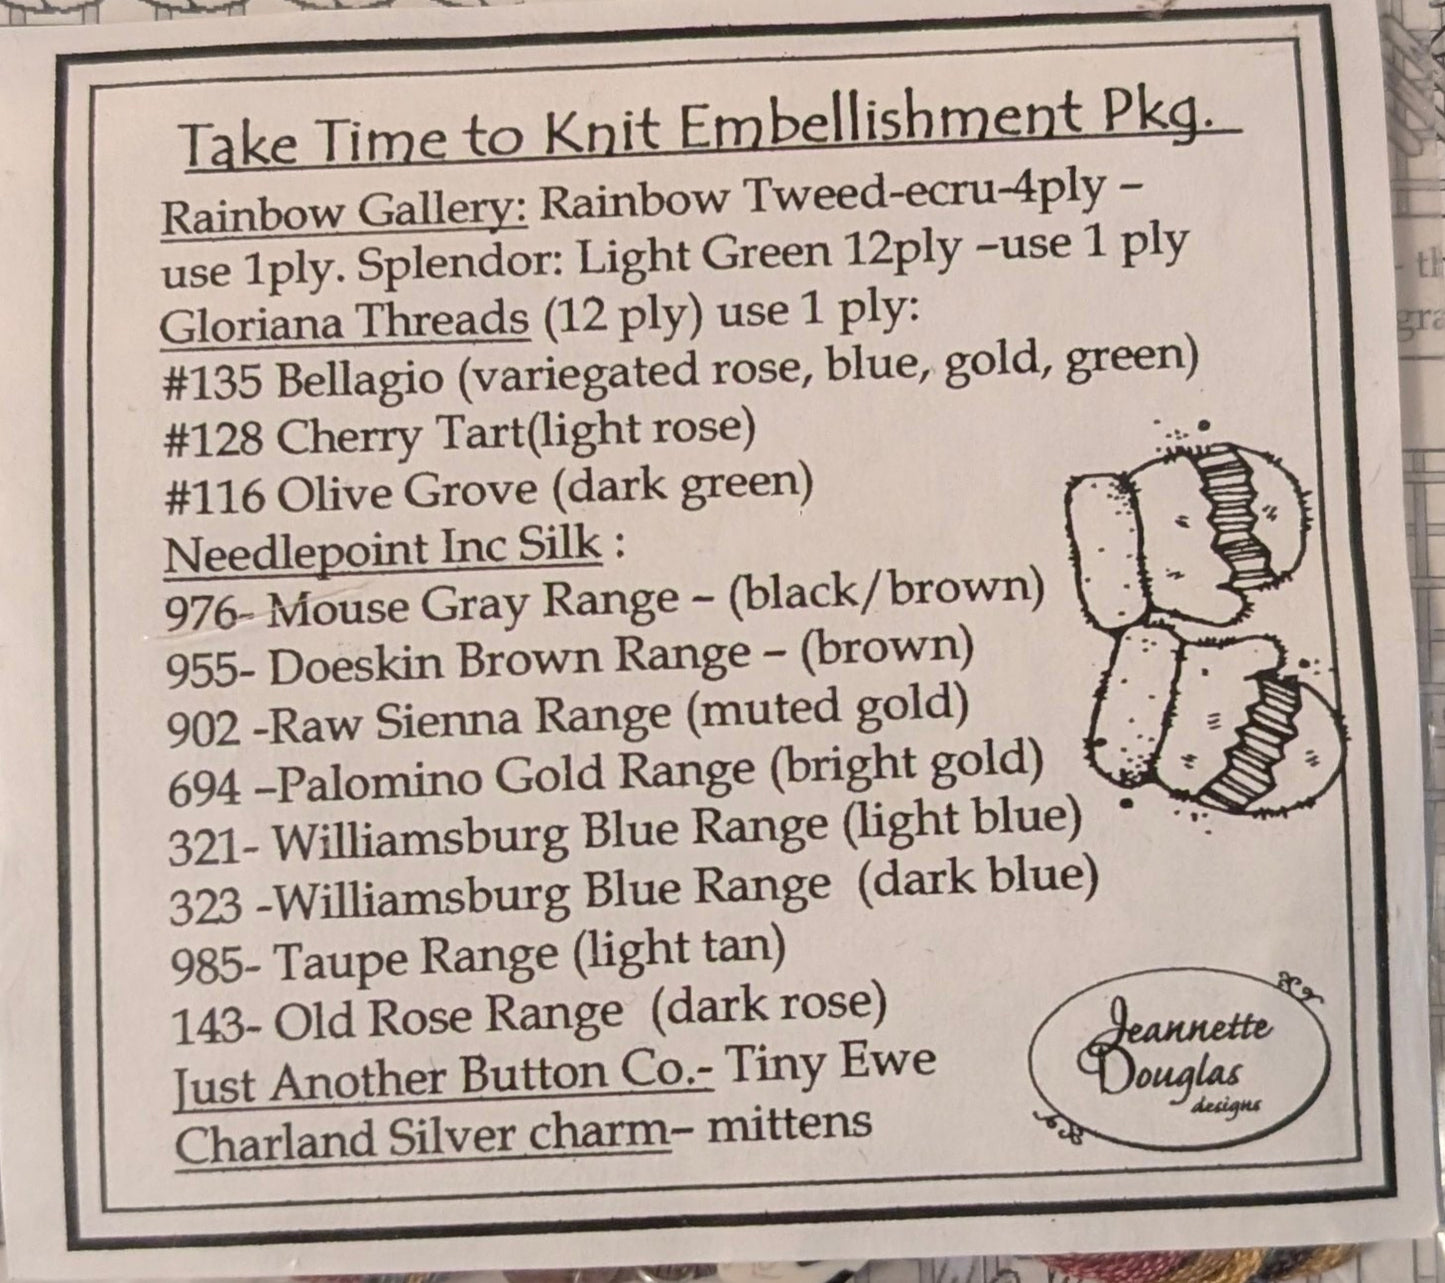 Take Time to Knit Embellishment Pkg.
Rainbow Gallery: Rainbow Tweed-ecru-4ply –
use 1ply. Splendor: Light Green 12ply –use 1 ply
Gloriana Threads (12 ply) use 1 ply:
#135 Bellagio (variegated rose, blue, gold, green)
#128 Cherry Tart(light rose)
#116 Olive Grove (dark green)
Needlepoint Inc Silk :
976- Mouse Gray Range – (black/brown)
955- Doeskin Brown Range – (brown)
902 -Raw Sienna Range (muted gold)
694 –Palomino Gold Range (bright gold)
321- Williamsburg Blue Range (light blue)
323 -Williamsburg Blue Range (dark blue)
985- Taupe Range (light tan)
143- Old Rose Range (dark rose)
Just Another Button Co.- Tiny Ewe
Charland Silver charm– mittens
Jeannette
Douglas
designs